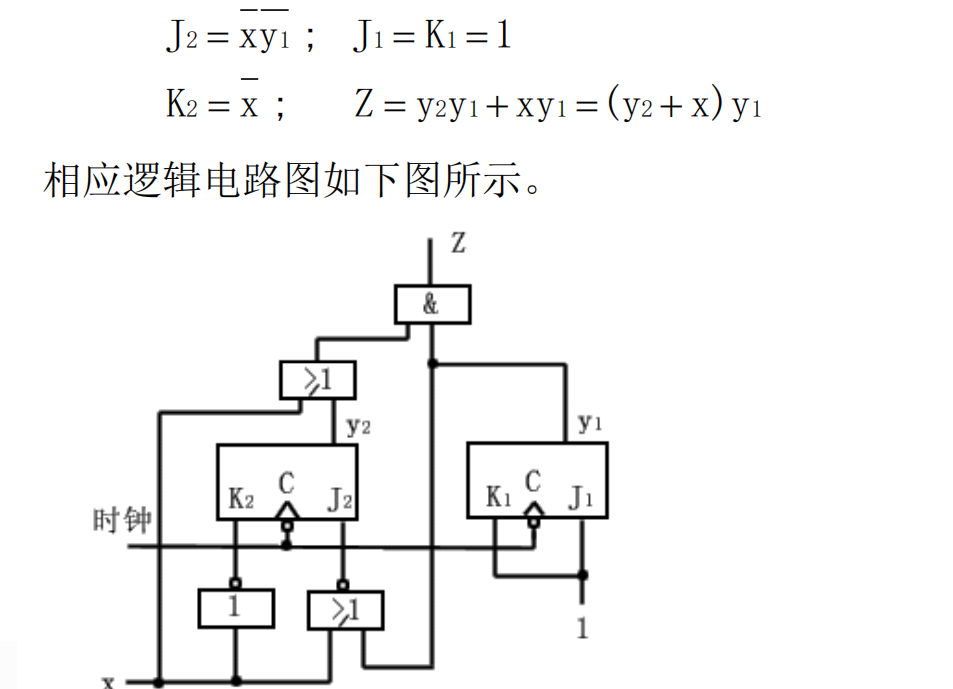 J₂ = x̄ȳ₁ ; J₁ = K₁ = 1
K₂ = x̄ ; Z = y₂y₁ + xy₁ = (y₂ + x) y₁
相应逻辑电路图如下图所示。
Z
&
≥1
y₂
y₁
K₂ C J₂
K₁ C J₁
时钟
1
≥1
1
x